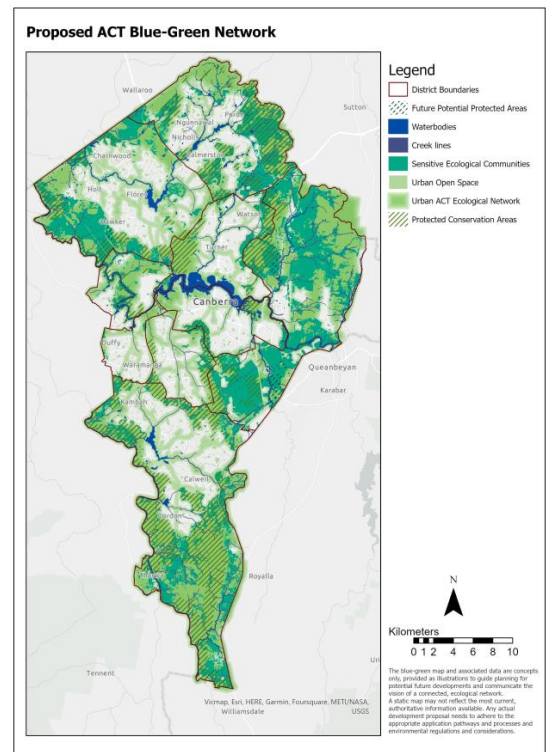 Proposed ACT Blue-Green Network
Wallaroo
Sutton
Ngunnawal
Nicholls
Palmerston
Charnwood
Holt
Florey
Hawker
Watson
Turner
Canberra
Duffy
Waramanga
Queanbeyan
Karabar
Kambah
Calwell
Gordon
Royalla
Tennent
Williamsdale
Vicmap, Esri, HERE, Garmin, Foursquare, METI/NASA,
USGS
Legend
District Boundaries
Future Potential Protected Areas
Waterbodies
Creek lines
Sensitive Ecological Communities
Urban Open Space
Urban ACT Ecological Network
Protected Conservation Areas
N
Kilometers
0 1 2 4 6 8 10
The blue-green map and associated data are concepts
only, provided as illustrations to guide planning for
potential future developments and communicate the
vision of a connected, ecological network.
A static map may not reflect the most current,
authoritative information available. Any actual
development proposal needs to adhere to the
appropriate application pathways and processes and
environmental regulations and considerations.